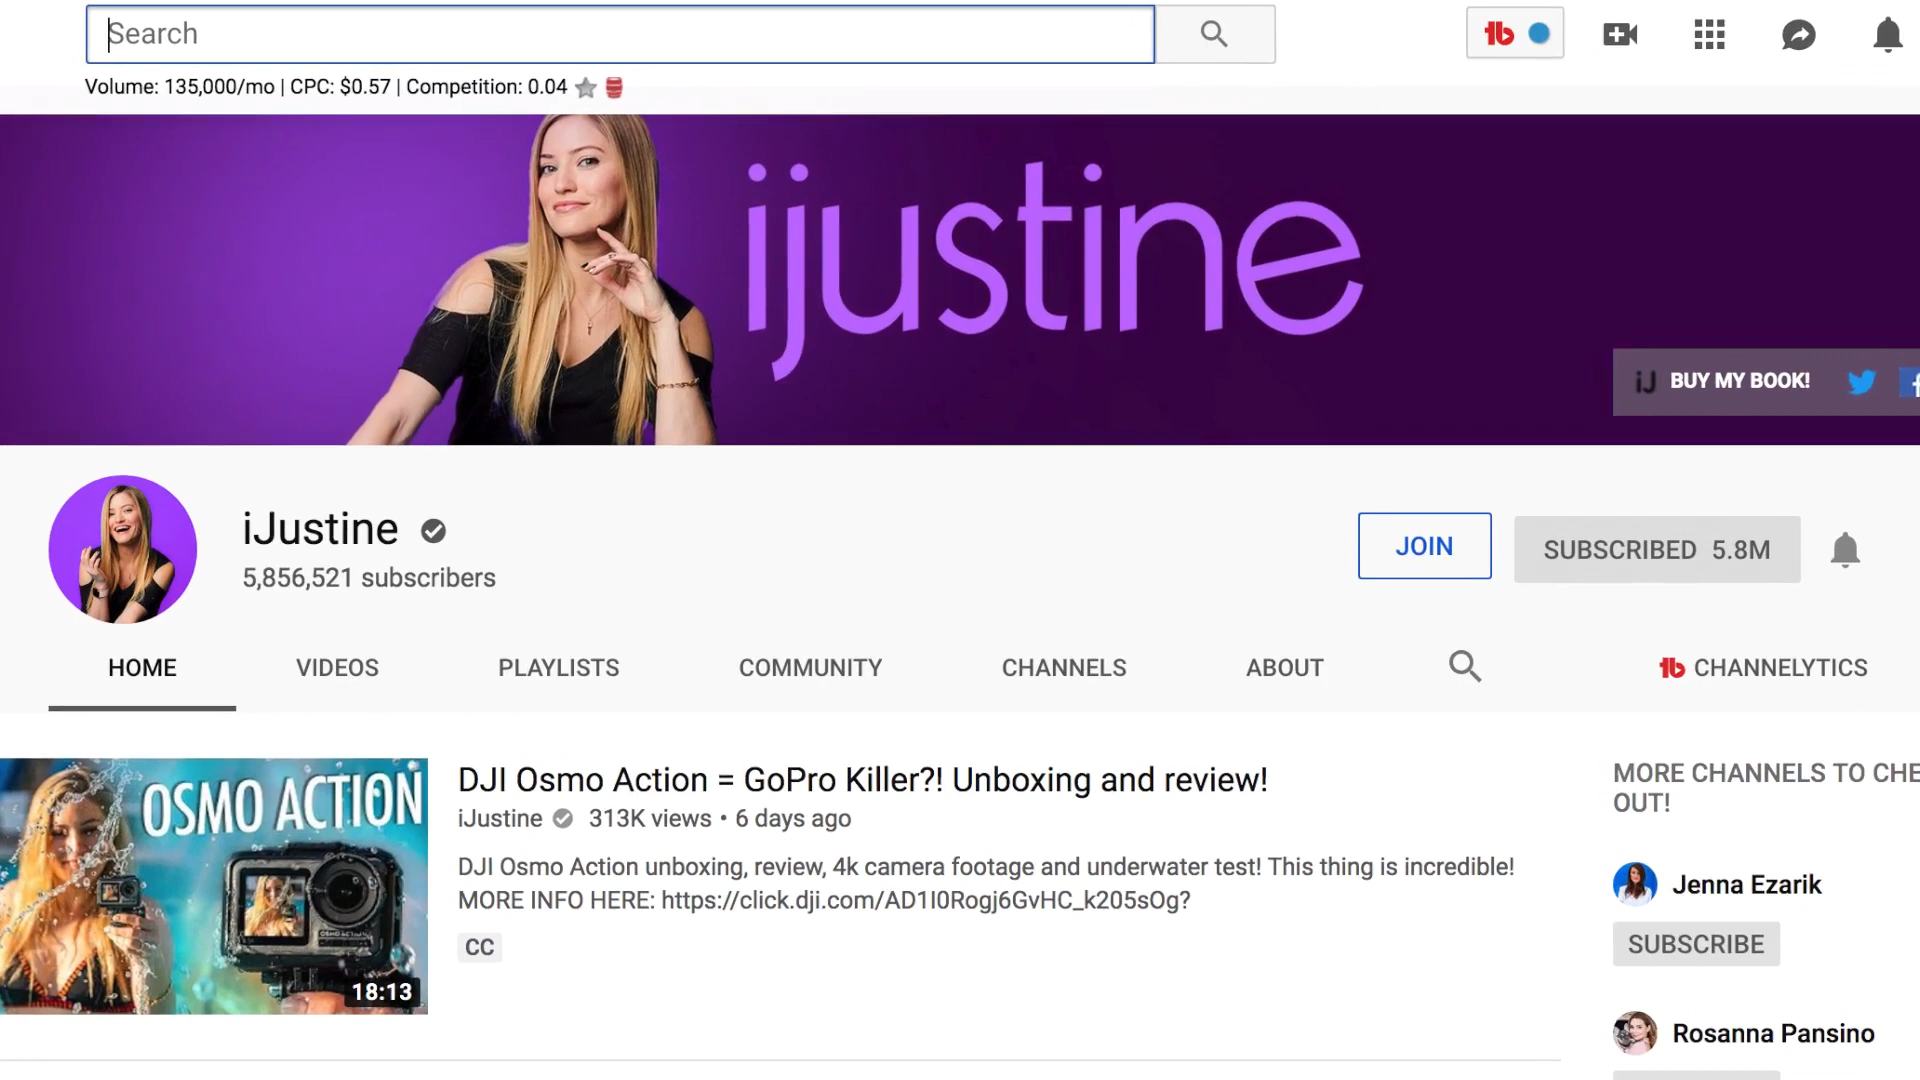 Search
Volume: 135,000/mo | CPC: $0.57 | Competition: 0.04
ijustine
iJ BUY MY BOOK!
iJustine
5,856,521 subscribers
JOIN
SUBSCRIBED 5.8M
HOME VIDEOS PLAYLISTS COMMUNITY CHANNELS ABOUT CHANNELYTICS
OSMO ACTION
18:13
DJI Osmo Action = GoPro Killer?! Unboxing and review!
iJustine 313K views • 6 days ago
DJI Osmo Action unboxing, review, 4k camera footage and underwater test! This thing is incredible!
MORE INFO HERE: https://click.dji.com/AD1I0Rogj6GvHC_k205sOg?
CC
MORE CHANNELS TO CHE
OUT!
Jenna Ezarik
SUBSCRIBE
Rosanna Pansino